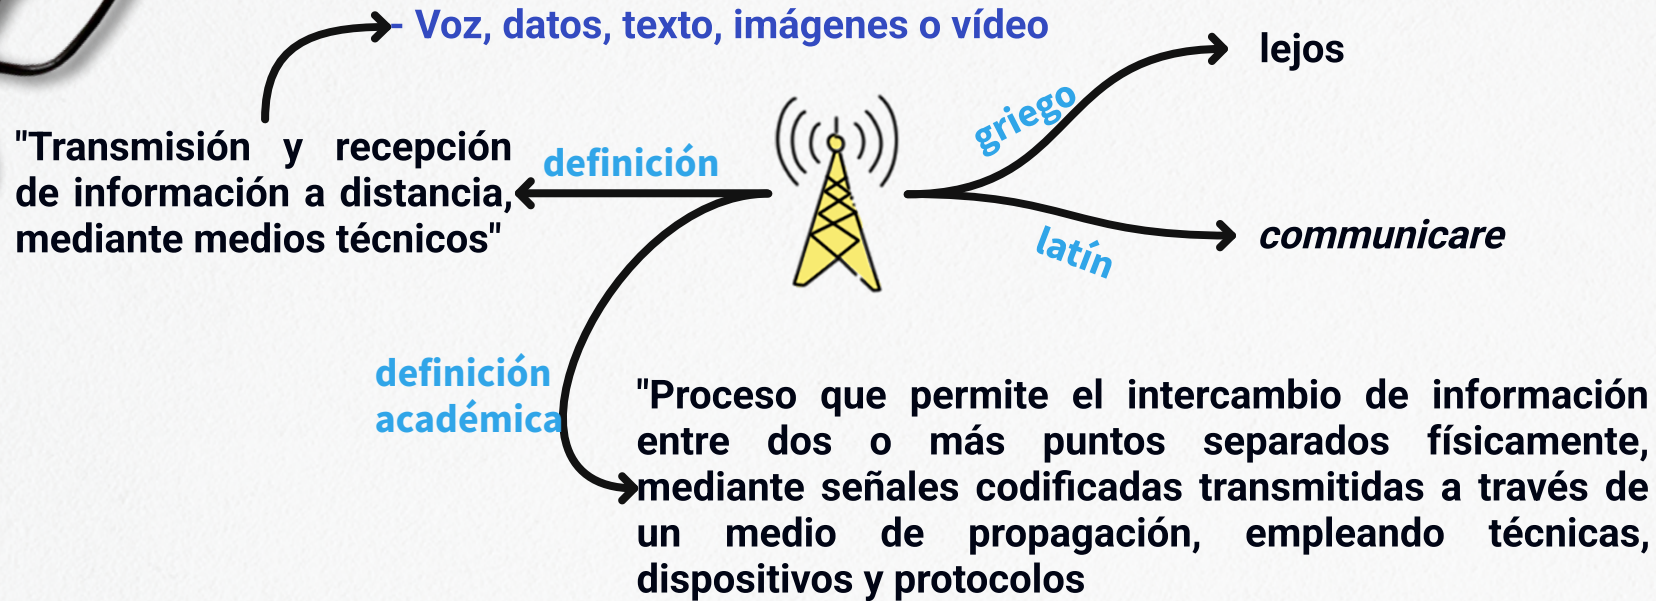 - Voz, datos, texto, imágenes o vídeo
"Transmisión y recepción
de información a distancia,
mediante medios técnicos"
definición
griego
lejos
latín
communicare
definición
académica
"Proceso que permite el intercambio de información
entre dos o más puntos separados físicamente,
mediante señales codificadas transmitidas a través de
un medio de propagación, empleando técnicas,
dispositivos y protocolos